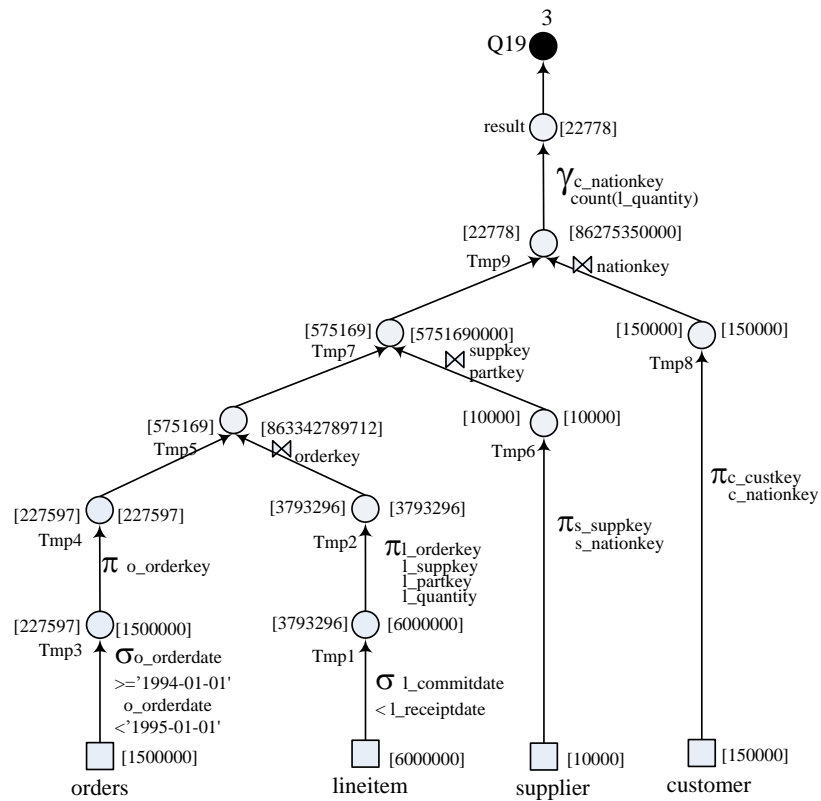 3
Q19
result [22778]
γ c_nationkey
count(l_quantity)
[22778] [86275350000]
Tmp9
⋈ nationkey
[575169] [5751690000]
Tmp7
⋈ suppkey
partkey
[150000] [150000]
Tmp8
[575169] [863342789712]
Tmp5
⋈ orderkey
[10000] [10000]
Tmp6
π c_custkey
c_nationkey
[227597] [227597]
Tmp4
[3793296] [3793296]
Tmp2
π s_suppkey
s_nationkey
π o_orderkey
π l_orderkey
l_suppkey
l_partkey
l_quantity
[227597] [1500000]
Tmp3
[3793296] [6000000]
Tmp1
σ o_orderdate
>='1994-01-01'
o_orderdate
<'1995-01-01'
σ l_commitdate
< l_receiptdate
[1500000]
orders
[6000000]
lineitem
[10000]
supplier
[150000]
customer